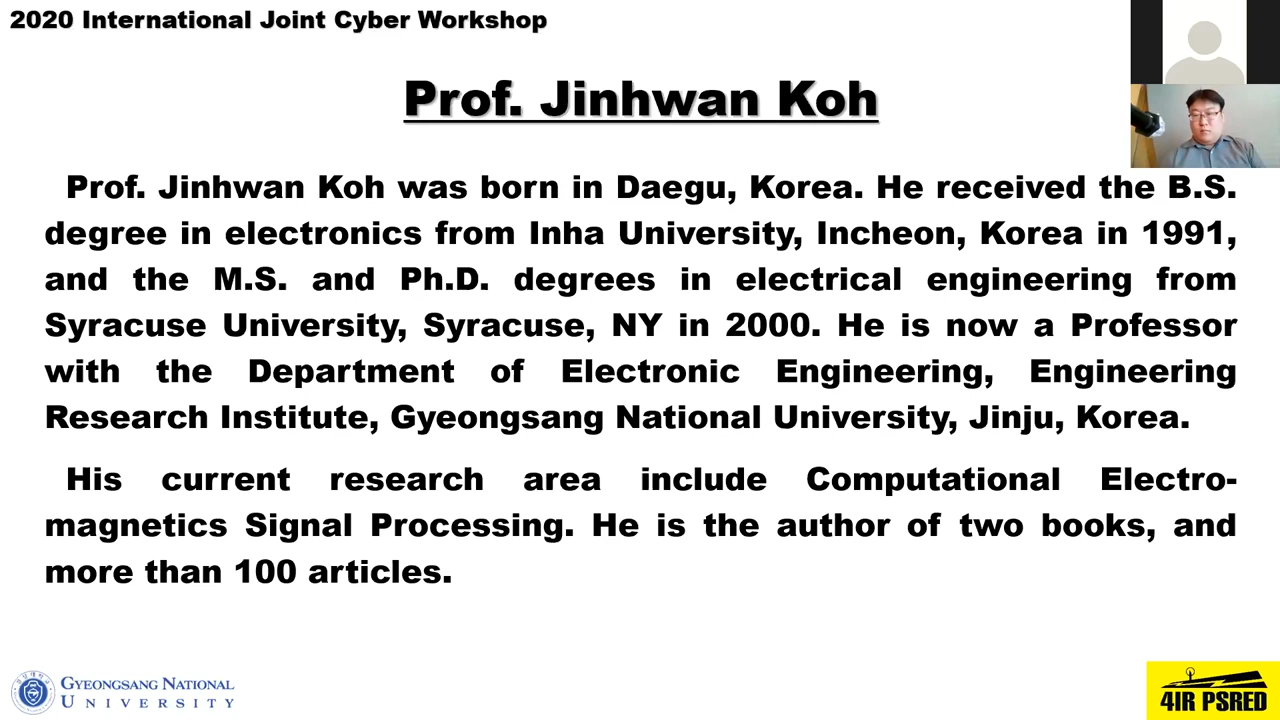 2020 International Joint Cyber Workshop
Prof. Jinhwan Koh
Prof. Jinhwan Koh was born in Daegu, Korea. He received the B.S.
degree in electronics from Inha University, Incheon, Korea in 1991,
and the M.S. and Ph.D. degrees in electrical engineering from
Syracuse University, Syracuse, NY in 2000. He is now a Professor
with the Department of Electronic Engineering, Engineering
Research Institute, Gyeongsang National University, Jinju, Korea.
His current research area include Computational Electro-
magnetics Signal Processing. He is the author of two books, and
more than 100 articles.
GYEONGSANG NATIONAL
UNIVERSITY
4IR PSRED